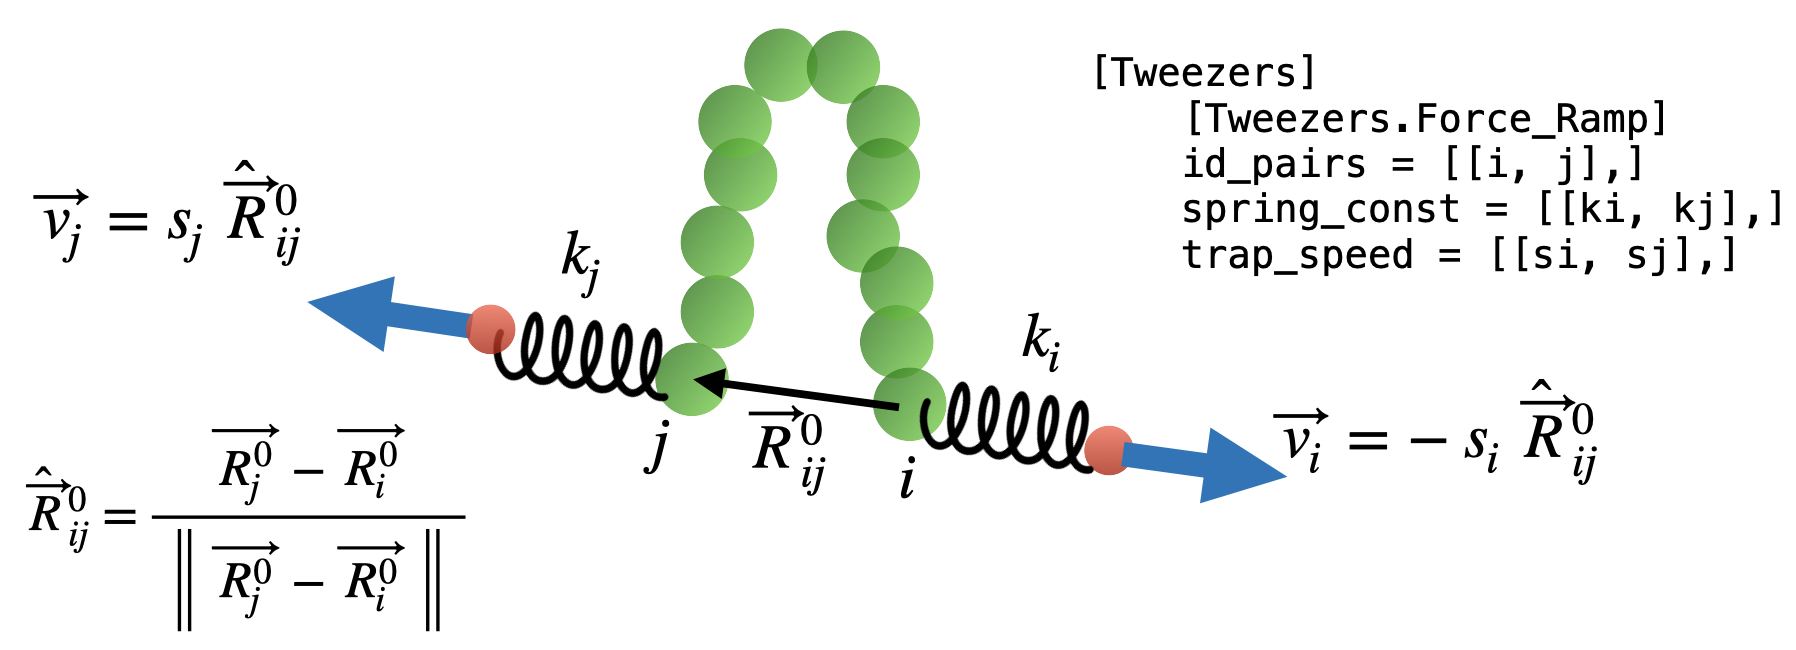 [Tweezers]
[Tweezers.Force_Ramp]
id_pairs = [[i, j],]
spring_const = [[ki, kj],]
trap_speed = [[si, sj],]
$\overrightarrow{v_j} = s_j \hat{\overrightarrow{R}}^0_{ij}$
$k_j$
$k_i$
$j$
$\overrightarrow{R}^0_{ij}$
$i$
$\overrightarrow{v_i} = - s_i \hat{\overrightarrow{R}}^0_{ij}$
$\hat{\overrightarrow{R}}^0_{ij} = \frac{\overrightarrow{R^0_j} - \overrightarrow{R^0_i}}{\left\| \overrightarrow{R^0_j} - \overrightarrow{R^0_i} \right\|}$